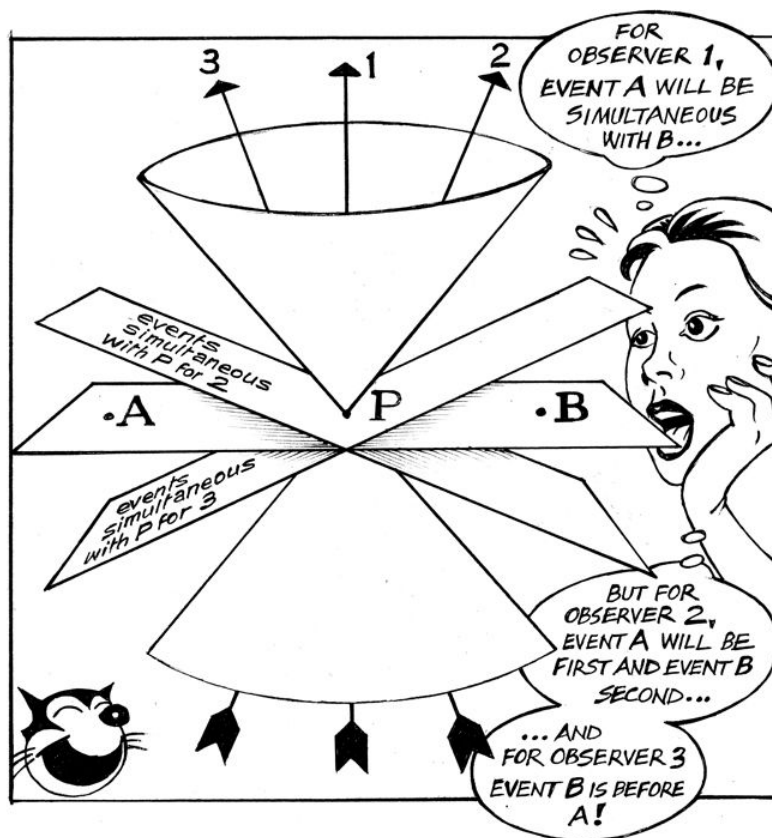 3
1
2
FOR
OBSERVER 1,
EVENT A WILL BE
SIMULTANEOUS
WITH B...
events
simultaneous
with P for 2
A
P
B
events
simultaneous
with P for 3
BUT FOR
OBSERVER 2,
EVENT A WILL BE
FIRST AND EVENT B
SECOND...
... AND
FOR OBSERVER 3
EVENT B IS BEFORE
A!